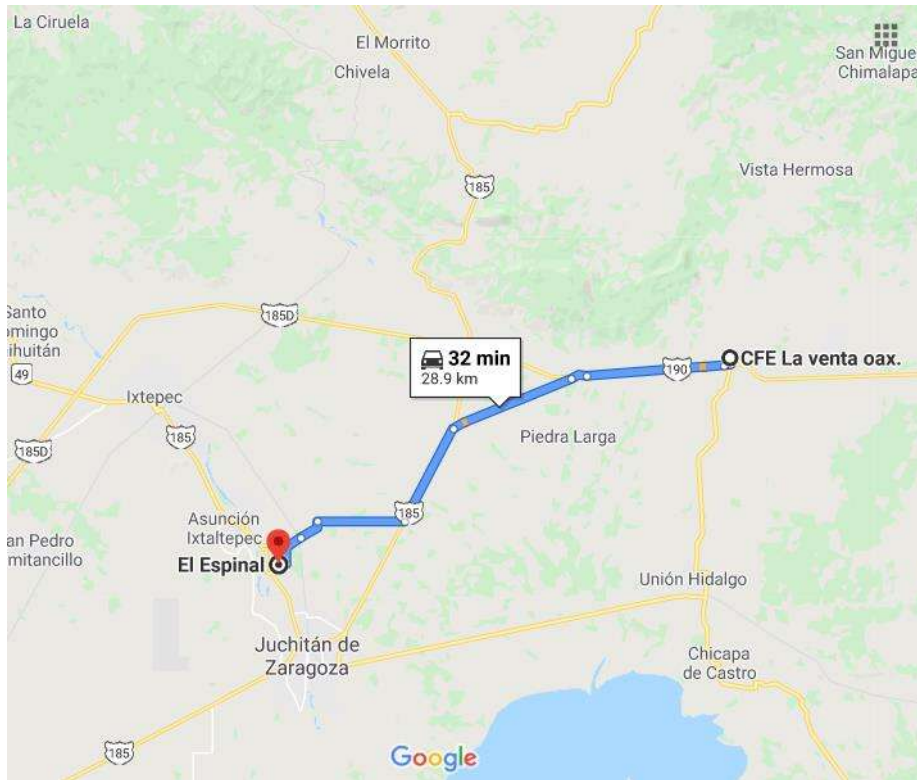 La Ciruela
El Morrito
Chivela
San Migue
Chimalapa
185
Vista Hermosa
185D
Santo
omingo
ihuitán
49
32 min
28.9 km
190
CFE La venta oax.
Ixtepec
185
185D
Piedra Larga
185
Asunción
Ixtaltepec
an Pedro
mitancillo
El Espinal
Unión Hidalgo
Juchitán de
Zaragoza
Chicapa
de Castro
185
Google